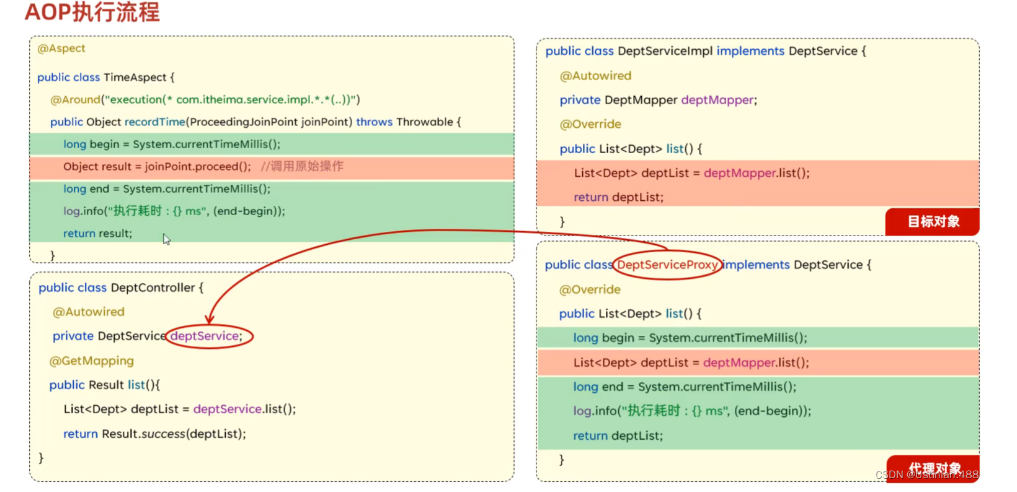 AOP执行流程
@Aspect
public class TimeAspect {
@Around("execution(* com.itheima.service.impl.*.*(..))")
public Object recordTime(ProceedingJoinPoint joinPoint) throws Throwable {
long begin = System.currentTimeMillis();
Object result = joinPoint.proceed(); //调用原始操作
long end = System.currentTimeMillis();
log.info("执行耗时 : {} ms", (end-begin));
return result;
}
public class DeptController {
@Autowired
private DeptService deptService;
@GetMapping
public Result list(){
List<Dept> deptList = deptService.list();
return Result.success(deptList);
}
public class DeptServiceImpl implements DeptService {
@Autowired
private DeptMapper deptMapper;
@Override
public List<Dept> list() {
List<Dept> deptList = deptMapper.list();
return deptList;
}
目标对象
public class DeptServiceProxy implements DeptService {
@Override
public List<Dept> list() {
long begin = System.currentTimeMillis();
List<Dept> deptList = deptMapper.list();
long end = System.currentTimeMillis();
log.info("执行耗时 : {} ms", (end-begin));
return deptList;
}
代理对象
CSDN